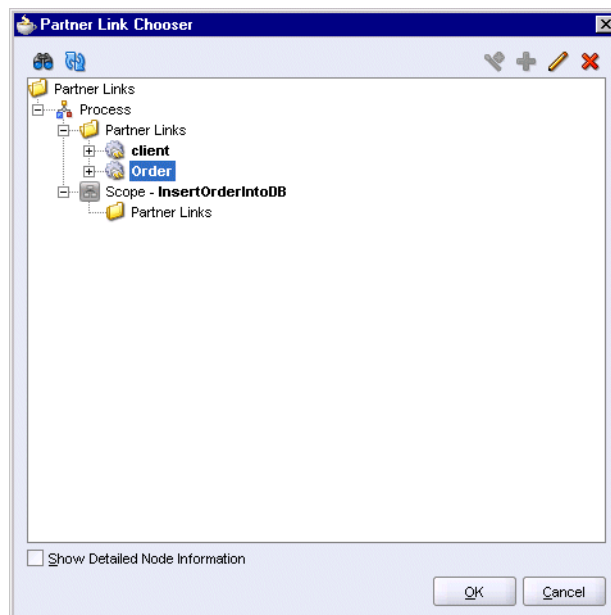 Partner Link Chooser
Partner Links
Process
Partner Links
client
Order
Scope - InsertOrderIntoDB
Partner Links
Show Detailed Node Information
OK Cancel